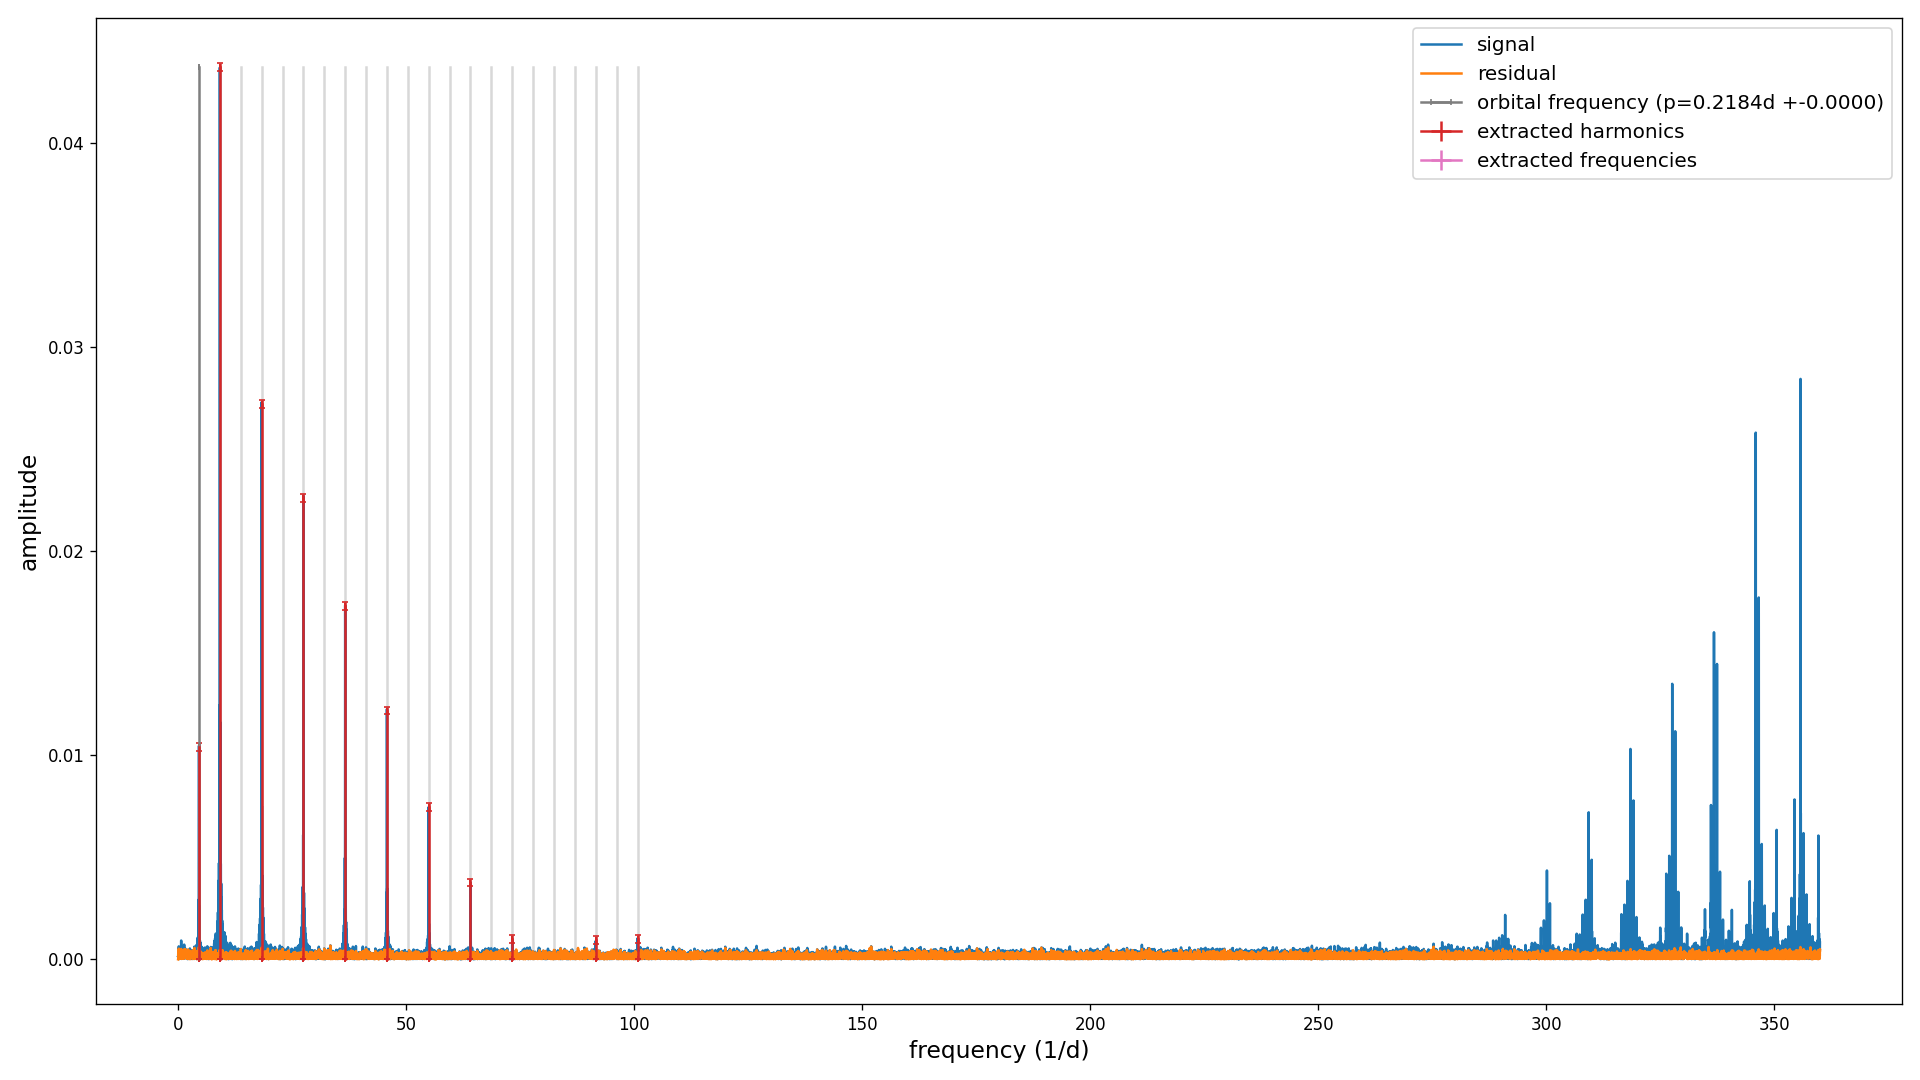 signal
residual
orbital frequency (p=0.2184d +-0.0000)
extracted harmonics
extracted frequencies
0.04
0.03
0.02
0.01
0.00
amplitude
0 50 100 150 200 250 300 350
frequency (1/d)